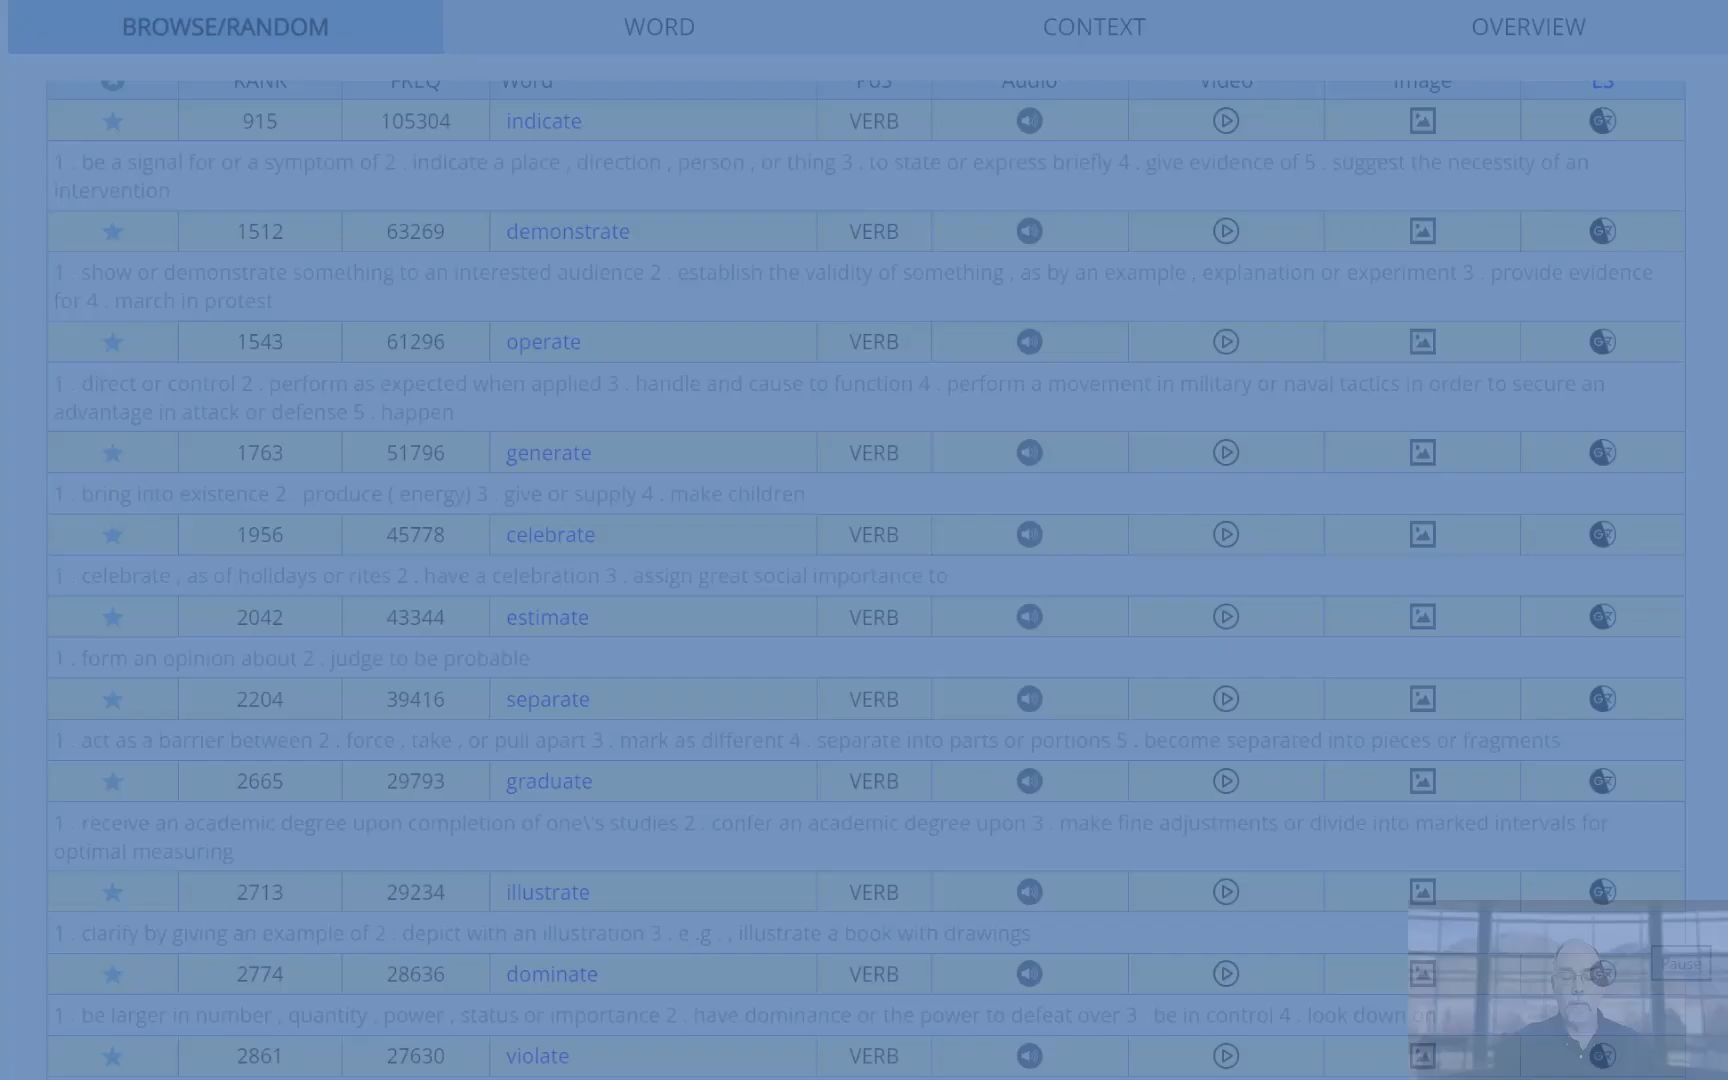 BROWSE/RANDOM WORD CONTEXT OVERVIEW
RANK FREQ Word PoS Audio Video Image ES
915 105304 indicate VERB
1 . be a signal for or a symptom of 2 . indicate a place , direction , person , or thing 3 . to state or express briefly 4 . give evidence of 5 . suggest the necessity of an
intervention
1512 63269 demonstrate VERB
1 . show or demonstrate something to an interested audience 2 . establish the validity of something , as by an example , explanation or experiment 3 . provide evidence
for 4 . march in protest
1543 61296 operate VERB
1 . direct or control 2 . perform as expected when applied 3 . handle and cause to function 4 . perform a movement in military or naval tactics in order to secure an
advantage in attack or defense 5 . happen
1763 51796 generate VERB
1 . bring into existence 2 . produce ( energy) 3 . give or supply 4 . make children
1956 45778 celebrate VERB
1 . celebrate , as of holidays or rites 2 . have a celebration 3 . assign great social importance to
2042 43344 estimate VERB
1 . form an opinion about 2 . judge to be probable
2204 39416 separate VERB
1 . act as a barrier between 2 . force , take , or pull apart 3 . mark as different 4 . separate into parts or portions 5 . become separated into pieces or fragments
2665 29793 graduate VERB
1 . receive an academic degree upon completion of one\'s studies 2 . confer an academic degree upon 3 . make fine adjustments or divide into marked intervals for
optimal measuring
2713 29234 illustrate VERB
1 . clarify by giving an example of 2 . depict with an illustration 3 . e .g . , illustrate a book with drawings
2774 28636 dominate VERB
Pause
1 . be larger in number , quantity , power , status or importance 2 . have dominance or the power to defeat over 3 . be in control 4 . look down on
2861 27630 violate VERB